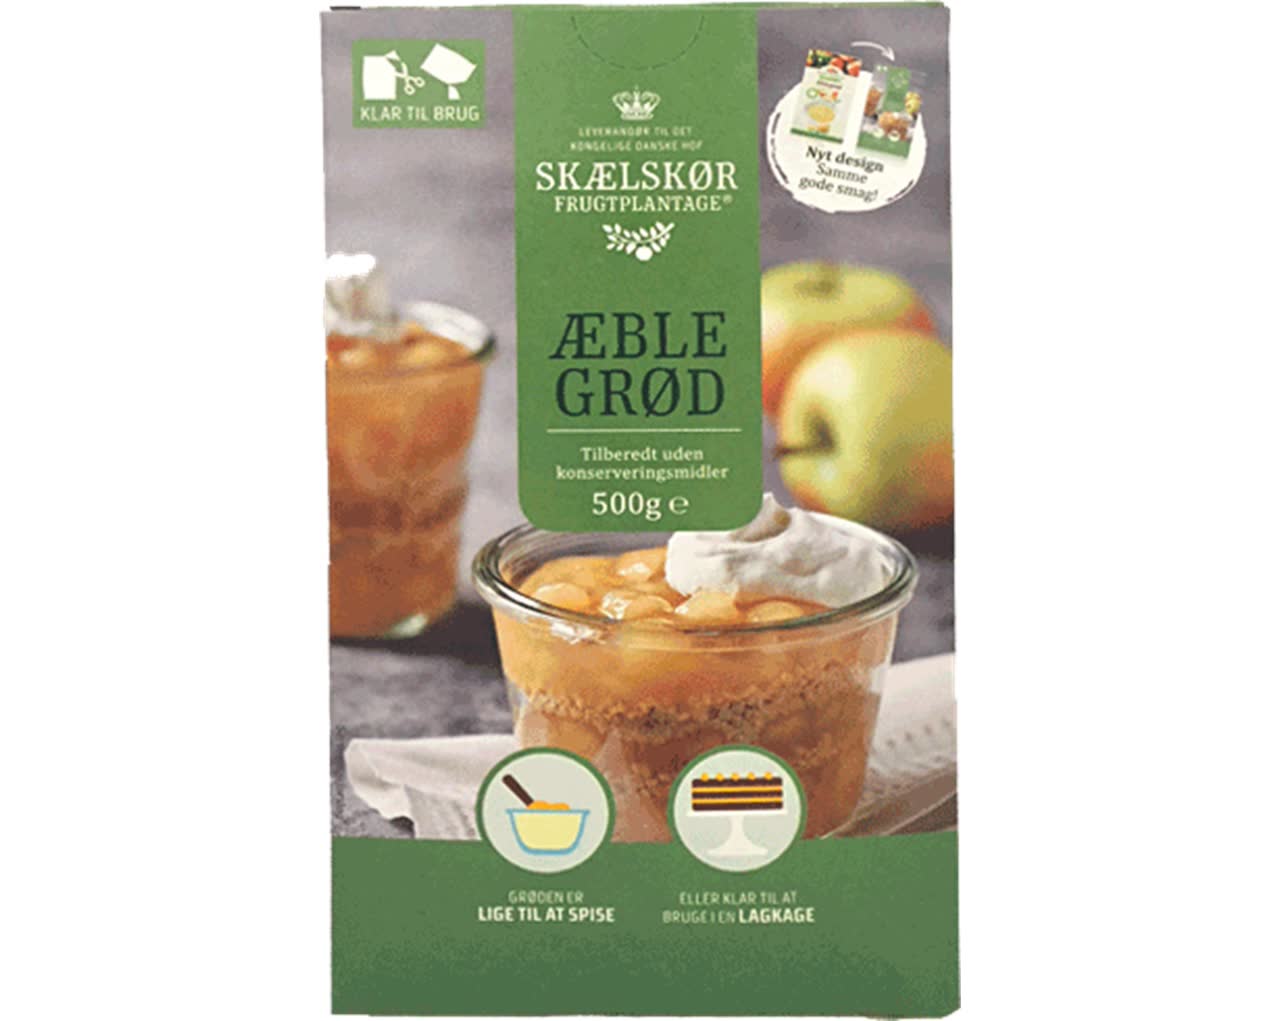 KLAR TIL BRUG
LEVERANDØR TIL DET
KONGELIGE DANSKE HOF
SKÆLSKØR
FRUGTPLANTAGE®
Nyt design
Samme
gode smag!
ÆBLE
GRØD
Tilberedt uden
konserveringsmidler
500g ℮
GRØDEN ER
LIGE TIL AT SPISE
ELLER KLAR TIL AT
BRUGE I EN LAGKAGE